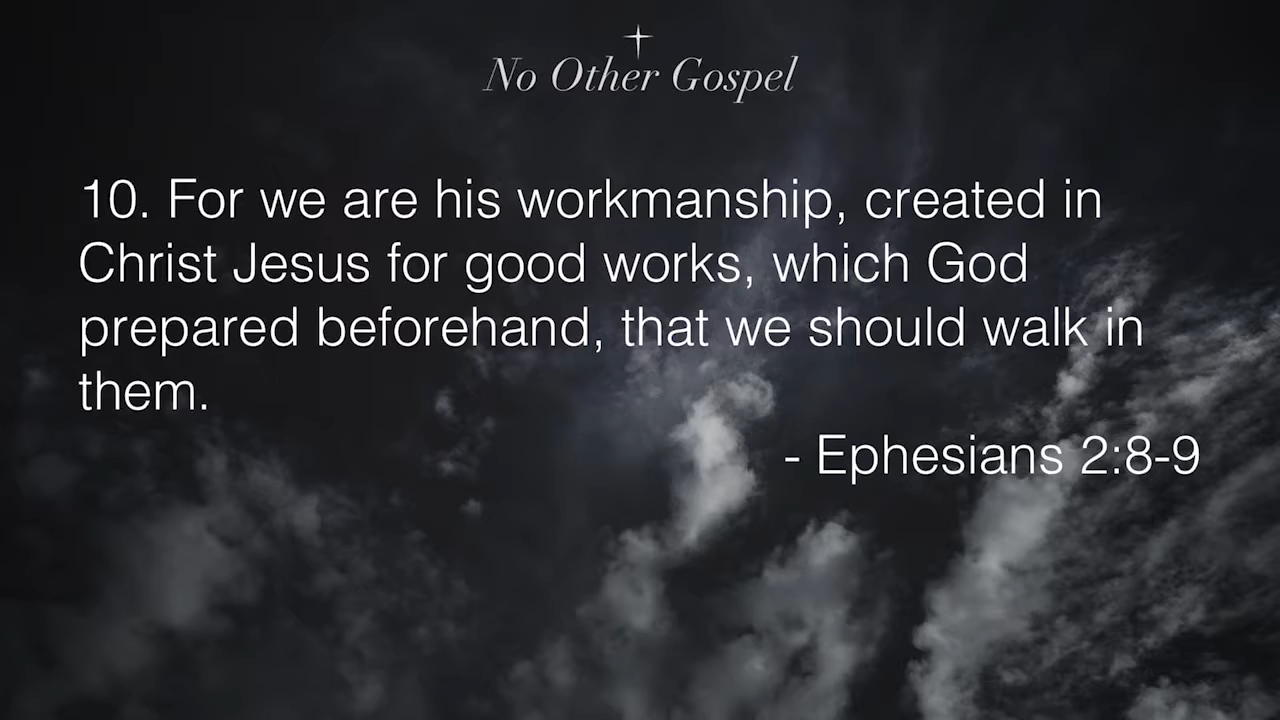 No Other Gospel
10. For we are his workmanship, created in
Christ Jesus for good works, which God
prepared beforehand, that we should walk in
them.
- Ephesians 2:8-9